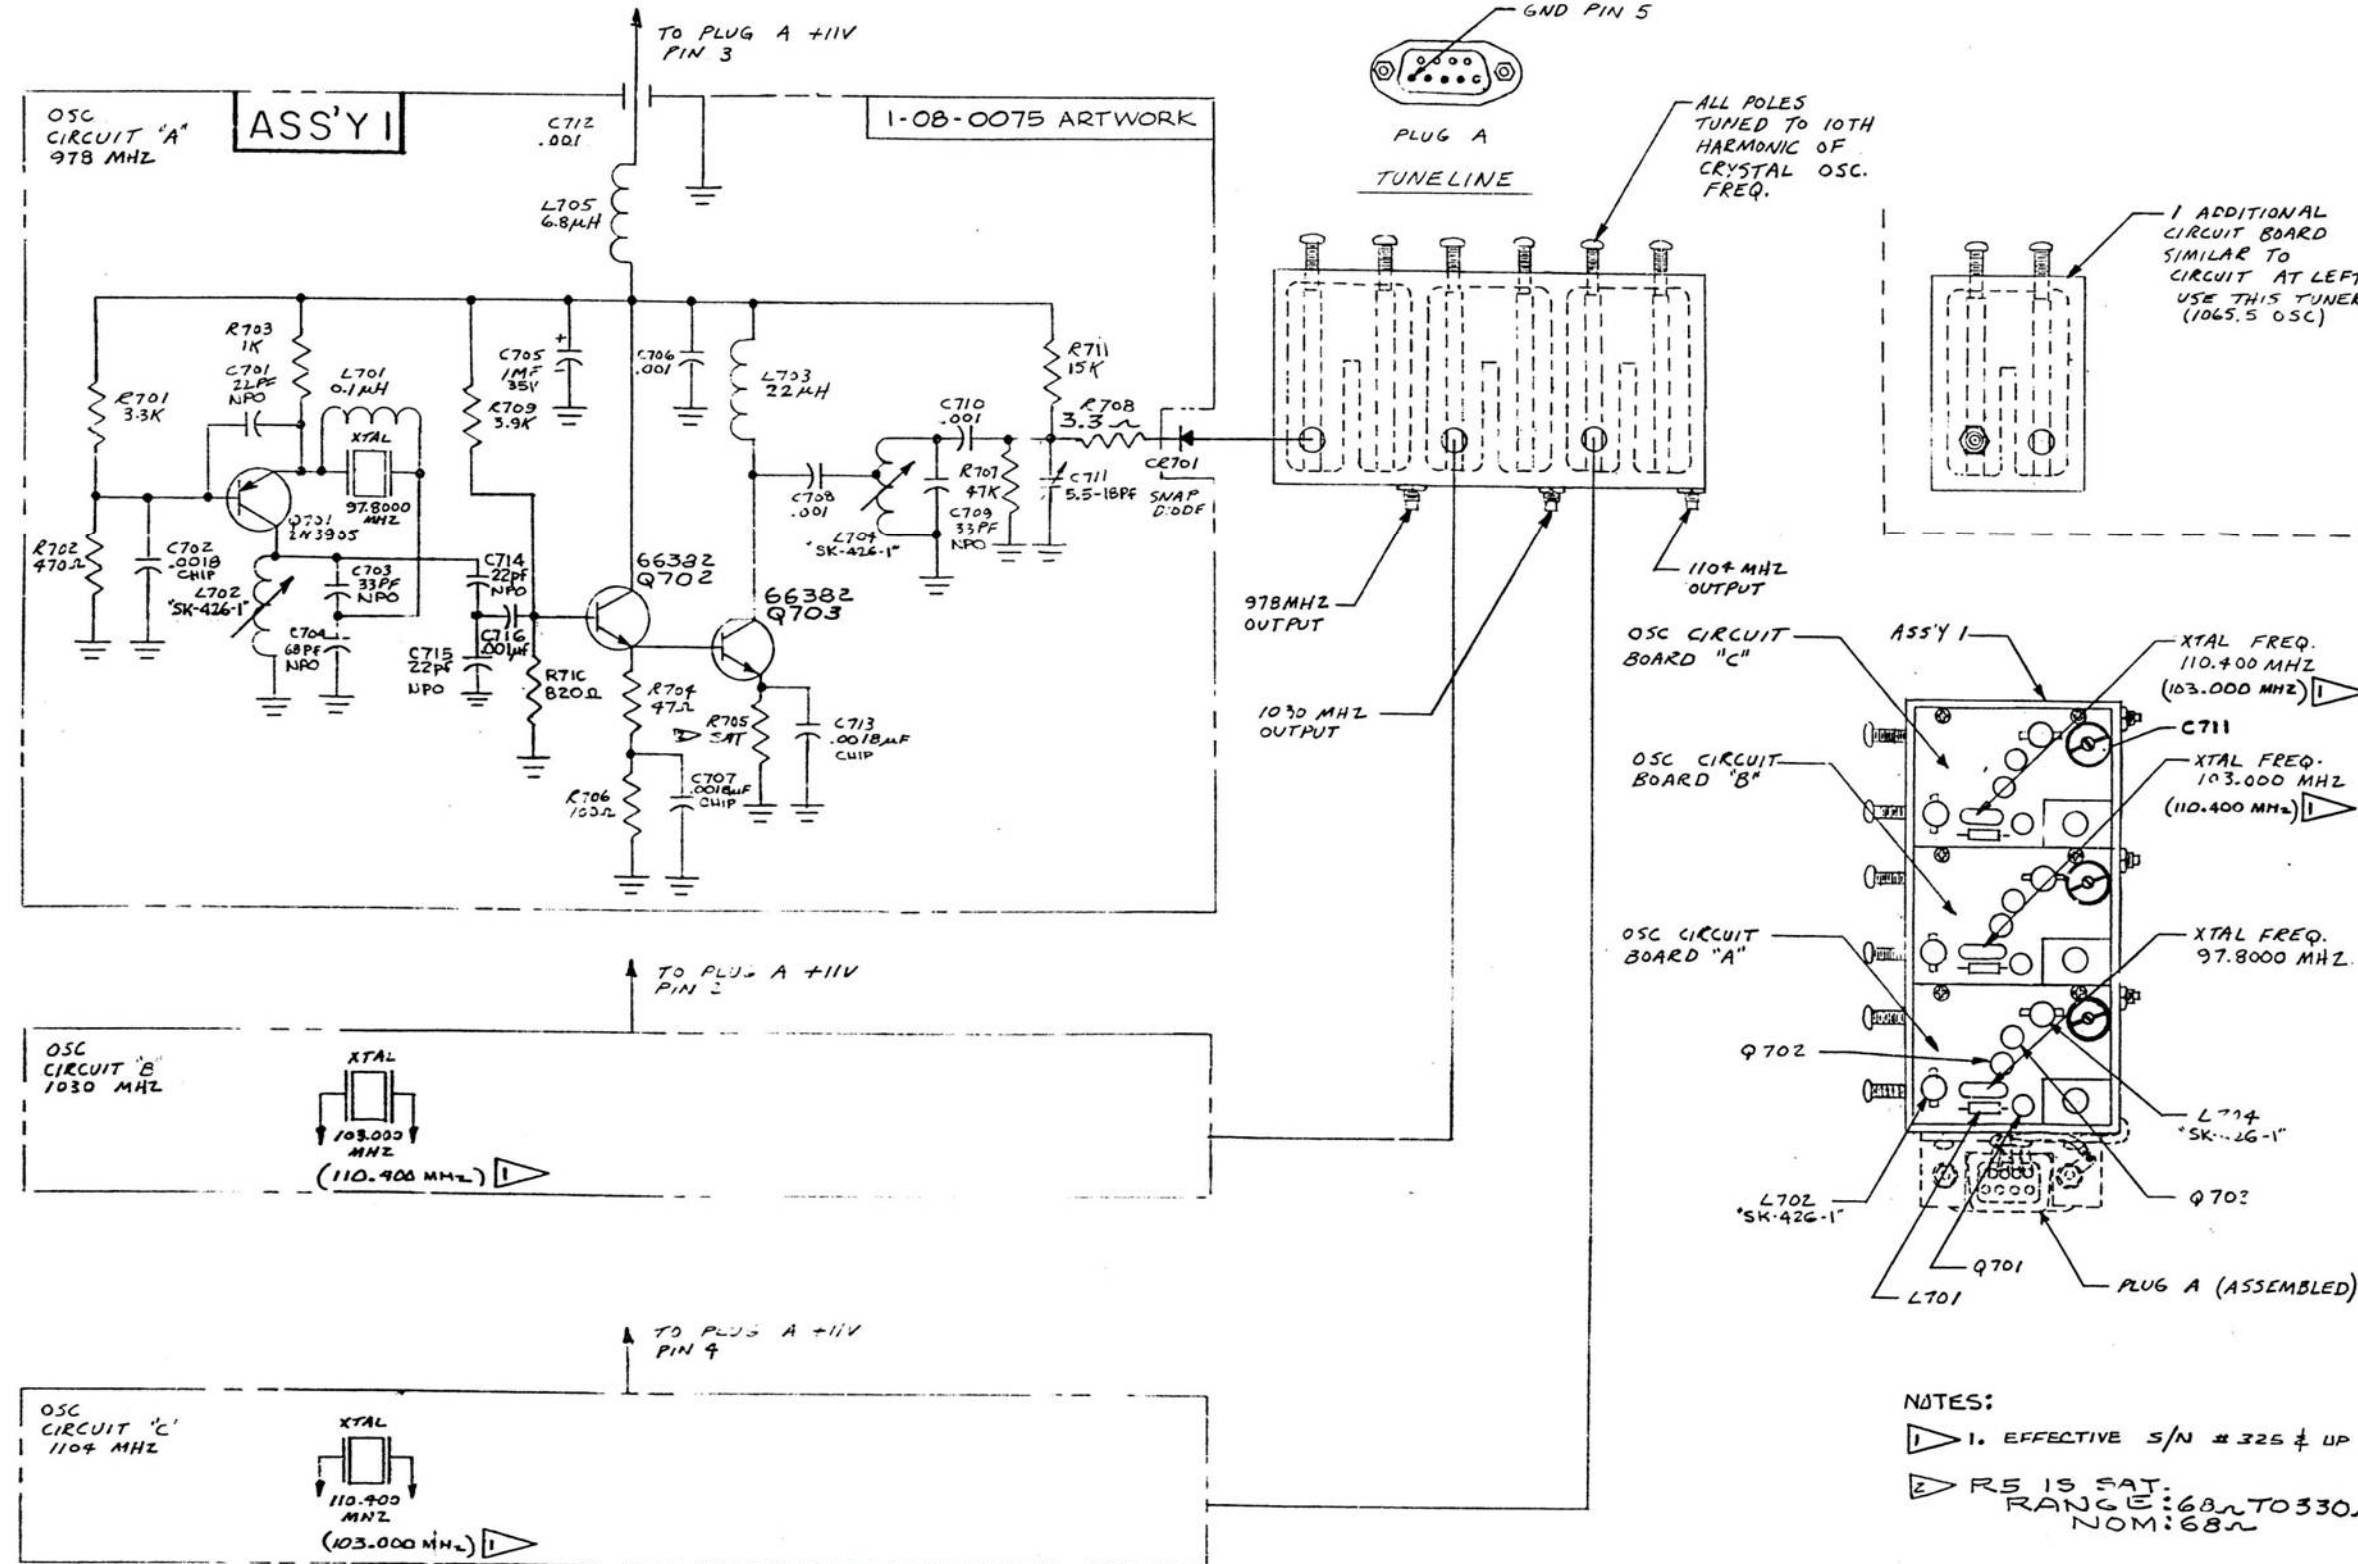 TO PLUG A +11V
PIN 3
OSC
CIRCUIT "A"
978 MHZ
ASS'Y 1
1-08-0075 ARTWORK
C712
.001
L705
6.8µH
R703
1K
C701
22PF
NPO
L701
0.1µH
R701
3.3K
XTAL
97.8000
MHZ
Q701
2N3905
R702
470Ω
C702
.0018
CHIP
L702
"SK-426-1"
C703
33PF
NPO
C704
68PF
NPO
C705
1MF
35V
R709
3.9K
C706
.001
L703
22µH
C714
22pf
NPO
C716
.001µf
C715
22pf
NPO
R710
820Ω
66382
Q702
66382
Q703
R704
47Ω
R705
SAT
C713
.0018µF
CHIP
R706
100Ω
C707
.0018µF
CHIP
C708
.001
L704
"SK-426-1"
C710
.001
R707
47K
C709
33PF
NPO
R711
15K
R708
3.3Ω
C711
5.5-18PF
CR701
SNAP
DIODE
GND PIN 5
PLUG A
TUNELINE
ALL POLES
TUNED TO 10TH
HARMONIC OF
CRYSTAL OSC.
FREQ.
1 ADDITIONAL
CIRCUIT BOARD
SIMILAR TO
CIRCUIT AT LEFT
USE THIS TUNER
(1065.5 OSC)
978MHZ
OUTPUT
1030 MHZ
OUTPUT
1104 MHZ
OUTPUT
OSC CIRCUIT
BOARD "C"
ASS'Y 1
XTAL FREQ.
110.400 MHZ
(103.000 MHZ) 1
C711
OSC CIRCUIT
BOARD "B"
XTAL FREQ.
103.000 MHZ
(110.400 MHZ) 1
OSC CIRCUIT
BOARD "A"
XTAL FREQ.
97.8000 MHZ
Q702
L704
"SK-426-1"
L702
"SK-426-1"
Q701
L701
PLUG A (ASSEMBLED)
TO PLUG A +11V
PIN 2
OSC
CIRCUIT "B"
1030 MHZ
XTAL
103.000
MHZ
(110.400 MHZ) 1
TO PLUG A +11V
PIN 4
OSC
CIRCUIT "C"
1104 MHZ
XTAL
110.400
MHZ
(103.000 MHZ) 1
NOTES:
1 1. EFFECTIVE S/N # 325 & UP
2 R5 IS SAT.
RANGE: 68Ω TO 330Ω
NOM: 68Ω